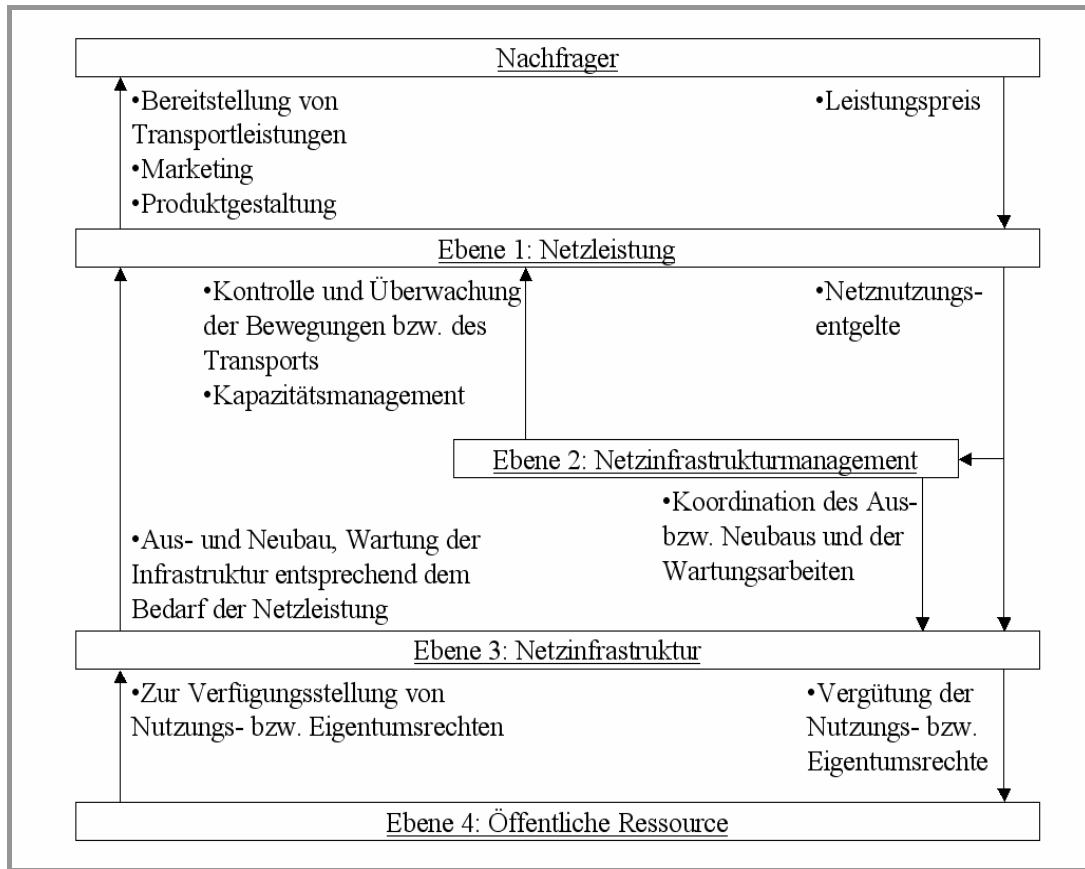 Nachfrager
•Bereitstellung von
Transportleistungen
•Marketing
•Produktgestaltung
•Leistungspreis
Ebene 1: Netzleistung
•Kontrolle und Überwachung
der Bewegungen bzw. des
Transports
•Kapazitätsmanagement
•Netznutzungs-
entgelte
Ebene 2: Netzinfrastrukturmanagement
•Koordination des Aus-
bzw. Neubaus und der
Wartungsarbeiten
•Aus- und Neubau, Wartung der
Infrastruktur entsprechend dem
Bedarf der Netzleistung
Ebene 3: Netzinfrastruktur
•Zur Verfügungsstellung von
Nutzungs- bzw. Eigentumsrechten
•Vergütung der
Nutzungs- bzw.
Eigentumsrechte
Ebene 4: Öffentliche Ressource